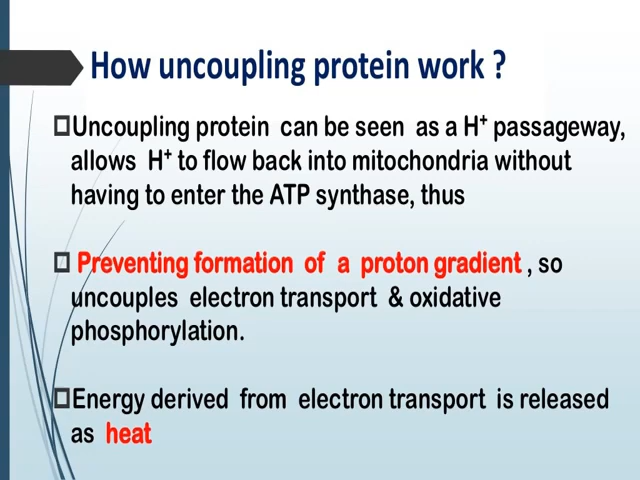 How uncoupling protein work ?
Uncoupling protein can be seen as a H⁺ passageway,
allows H⁺ to flow back into mitochondria without
having to enter the ATP synthase, thus
Preventing formation of a proton gradient , so
uncouples electron transport & oxidative
phosphorylation.
Energy derived from electron transport is released
as heat